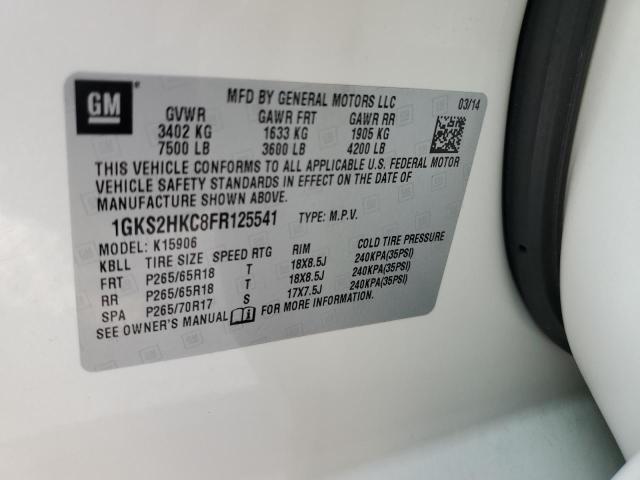 GM
MFD BY GENERAL MOTORS LLC 03/14
GVWR GAWR FRT GAWR RR
3402 KG 1633 KG 1905 KG
7500 LB 3600 LB 4200 LB
THIS VEHICLE CONFORMS TO ALL APPLICABLE U.S. FEDERAL MOTOR
VEHICLE SAFETY STANDARDS IN EFFECT ON THE DATE OF
MANUFACTURE SHOWN ABOVE.
1GKS2HKC8FR125541 TYPE: M.P.V.
MODEL: K15906
KBLL TIRE SIZE SPEED RTG RIM COLD TIRE PRESSURE
FRT P265/65R18 T 18X8.5J 240KPA(35PSI)
RR P265/65R18 T 18X8.5J 240KPA(35PSI)
SPA P265/70R17 S 17X7.5J 240KPA(35PSI)
SEE OWNER'S MANUAL FOR MORE INFORMATION.